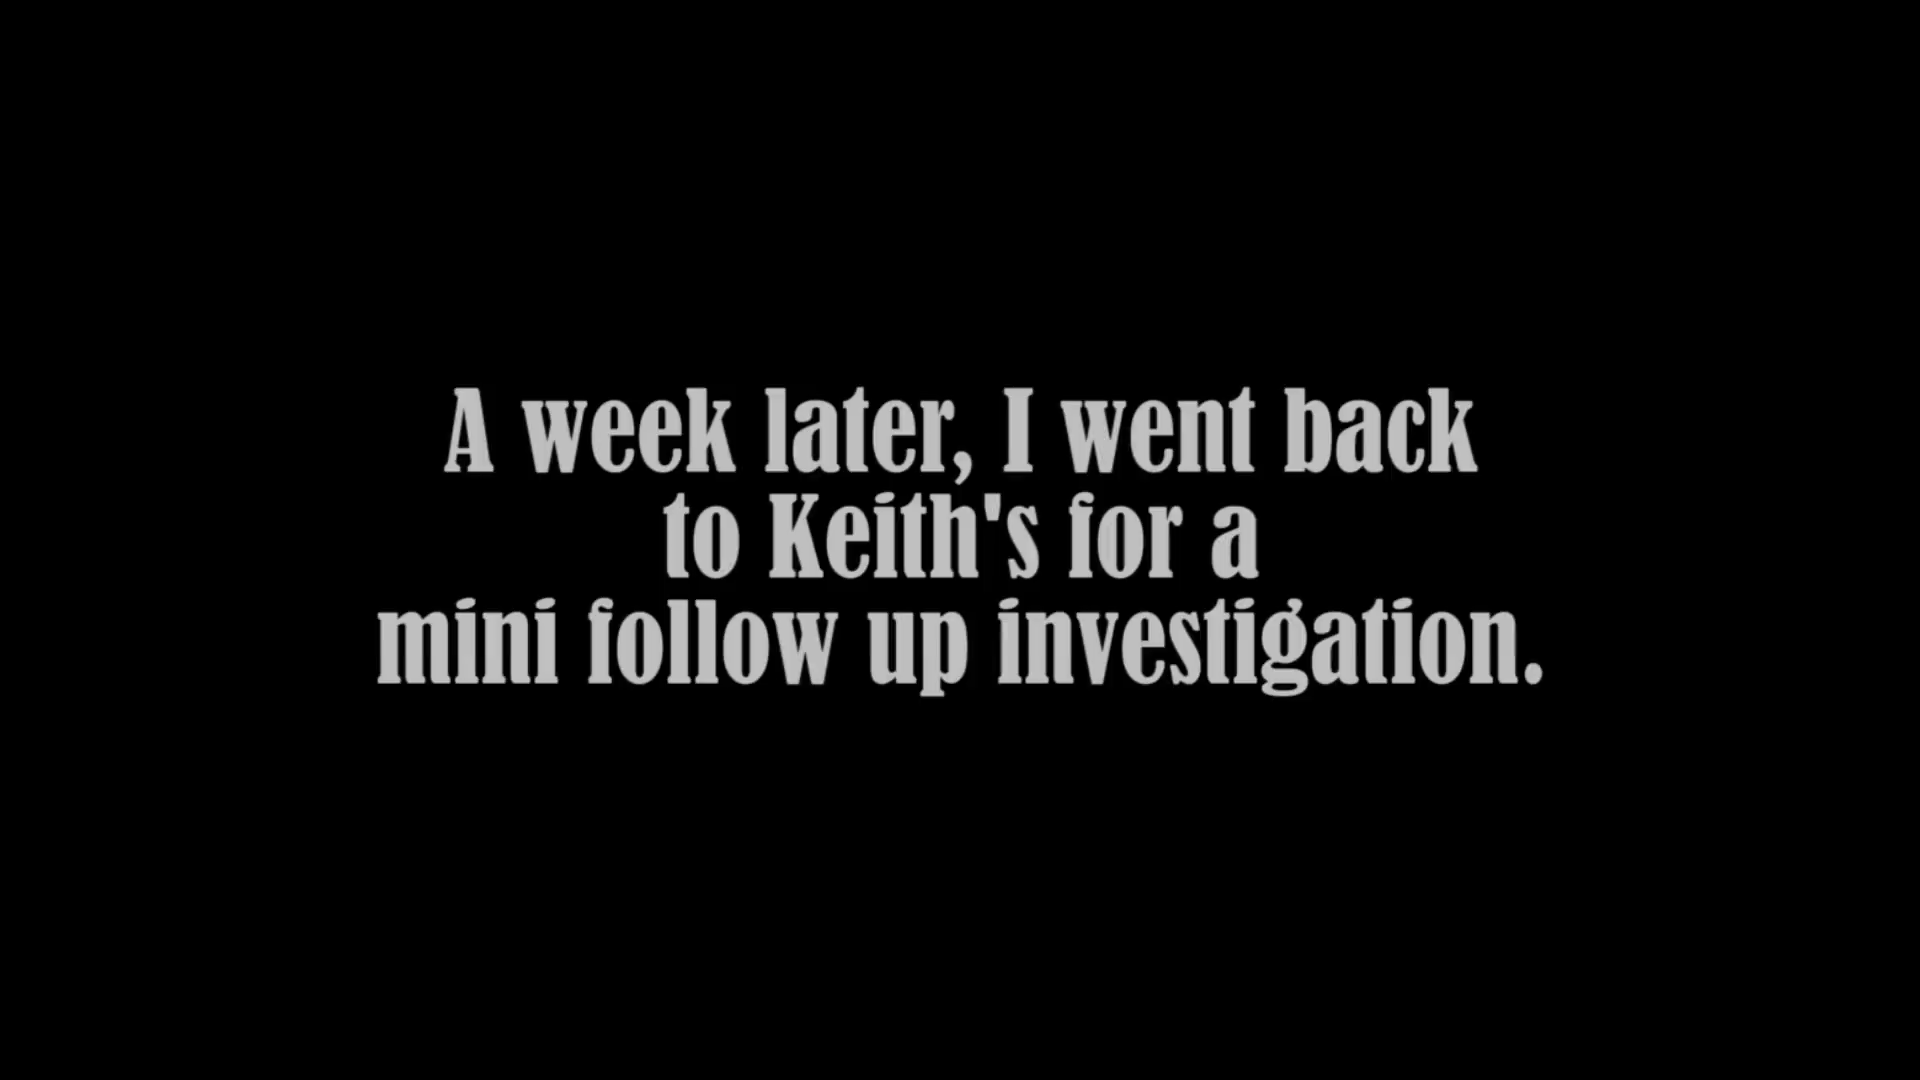 A week later, I went back
to Keith's for a
mini follow up investigation.